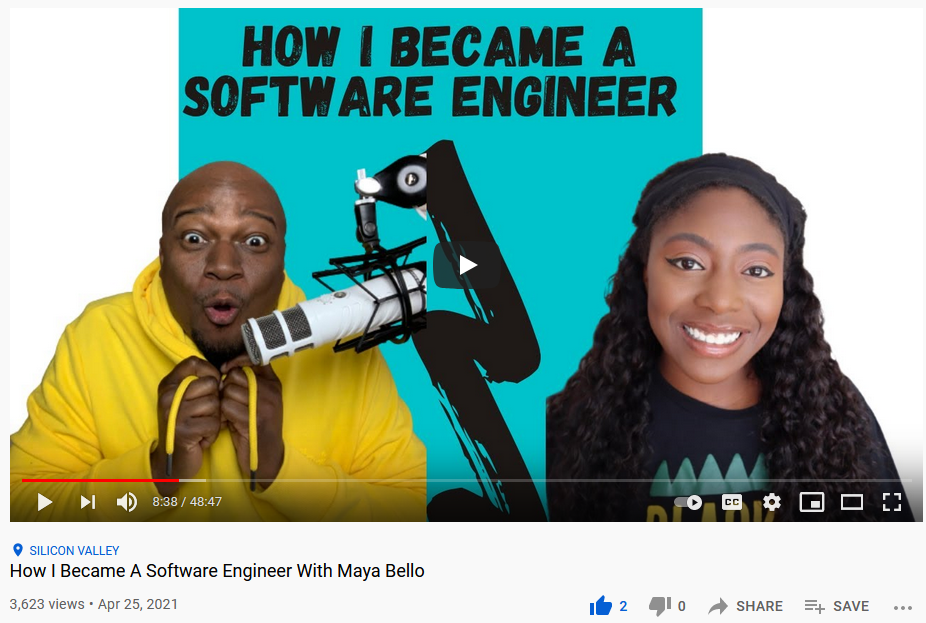 HOW I BECAME A
SOFTWARE ENGINEER
8:38 / 48:47
CC
SILICON VALLEY
How I Became A Software Engineer With Maya Bello
3,623 views • Apr 25, 2021
2
0
SHARE
SAVE